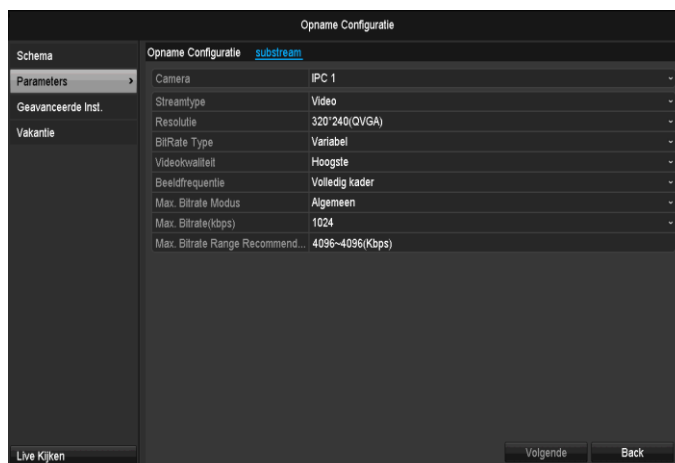 Opname Configuratie
Schema
Parameters >
Geavanceerde Inst.
Vakantie
Live Kijken
Opname Configuratie substream
Camera IPC 1
Streamtype Video
Resolutie 320*240(QVGA)
BitRate Type Variabel
Videokwaliteit Hoogste
Beeldfrequentie Volledig kader
Max. Bitrate Modus Algemeen
Max. Bitrate(kbps) 1024
Max. Bitrate Range Recommend... 4096~4096(Kbps)
Volgende Back